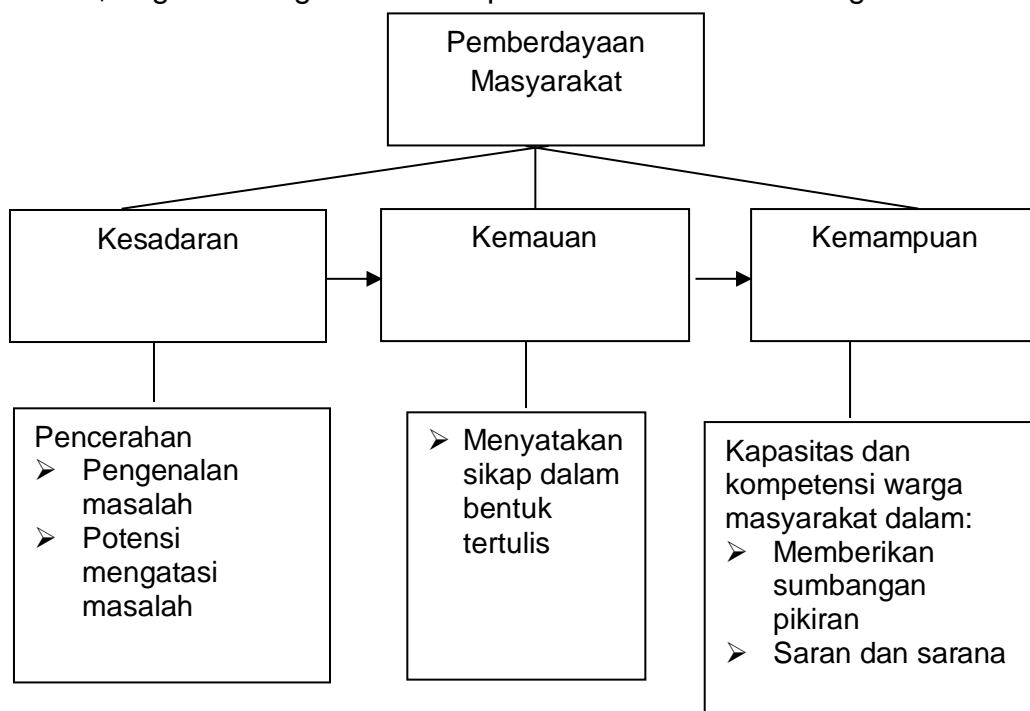 Pemberdayaan
Masyarakat
Kesadaran
Kemauan
Kemampuan
Pencerahan
➢ Pengenalan
masalah
➢ Potensi
mengatasi
masalah
➢ Menyatakan
sikap dalam
bentuk
tertulis
Kapasitas dan
kompetensi warga
masyarakat dalam:
➢ Memberikan
sumbangan
pikiran
➢ Saran dan sarana